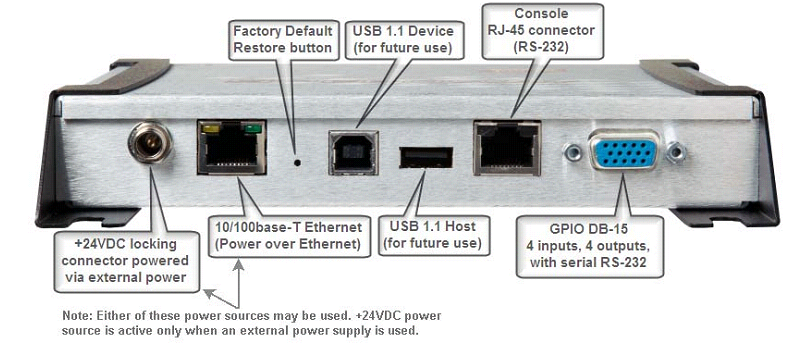 Factory Default
Restore button
USB 1.1 Device
(for future use)
Console
RJ-45 connector
(RS-232)
+24VDC locking
connector powered
via external power
10/100base-T Ethernet
(Power over Ethernet)
USB 1.1 Host
(for future use)
GPIO DB-15
4 inputs, 4 outputs,
with serial RS-232
Note: Either of these power sources may be used. +24VDC power
source is active only when an external power supply is used.